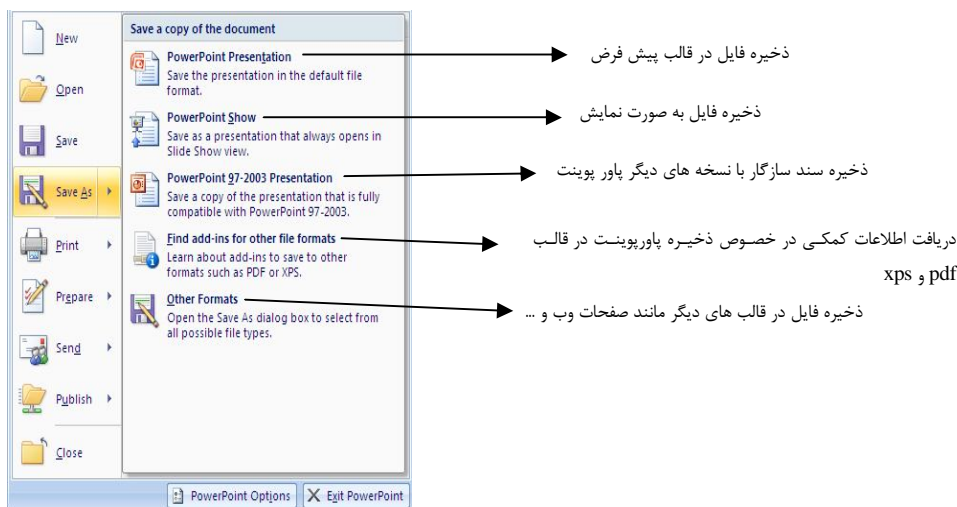 New
Open
Save
Save As
Print
Prepare
Send
Publish
Close
Save a copy of the document
PowerPoint Presentation
Save the presentation in the default file
format.
PowerPoint Show
Save as a presentation that always opens in
Slide Show view.
PowerPoint 97-2003 Presentation
Save a copy of the presentation that is fully
compatible with PowerPoint 97-2003.
Find add-ins for other file formats
Learn about add-ins to save to other
formats such as PDF or XPS.
Other Formats
Open the Save As dialog box to select from
all possible file types.
PowerPoint Options
Exit PowerPoint
ذخیره فایل در قالب پیش فرض
ذخیره فایل به صورت نمایش
ذخیره سند سازگار با نسخه های دیگر پاور پوینت
دریافت اطلاعات کمکی در خصوص ذخیره پاورپوینت در قالب
pdf و xps
ذخیره فایل در قالب های دیگر مانند صفحات وب و ...